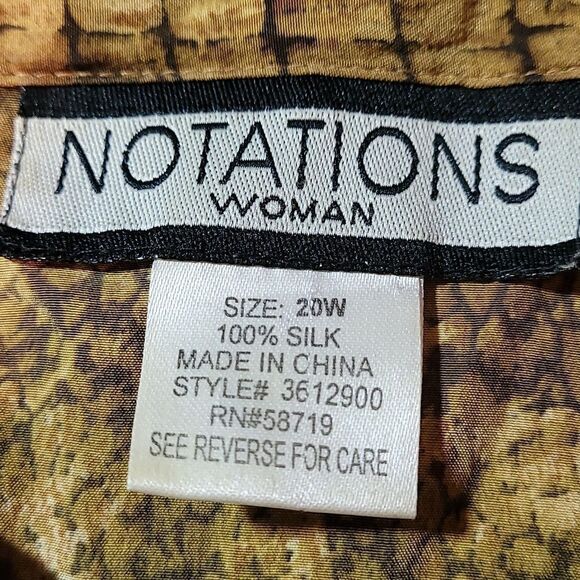 NOTATIONS
WOMAN
SIZE: 20W
100% SILK
MADE IN CHINA
STYLE# 3612900
RN#58719
SEE REVERSE FOR CARE